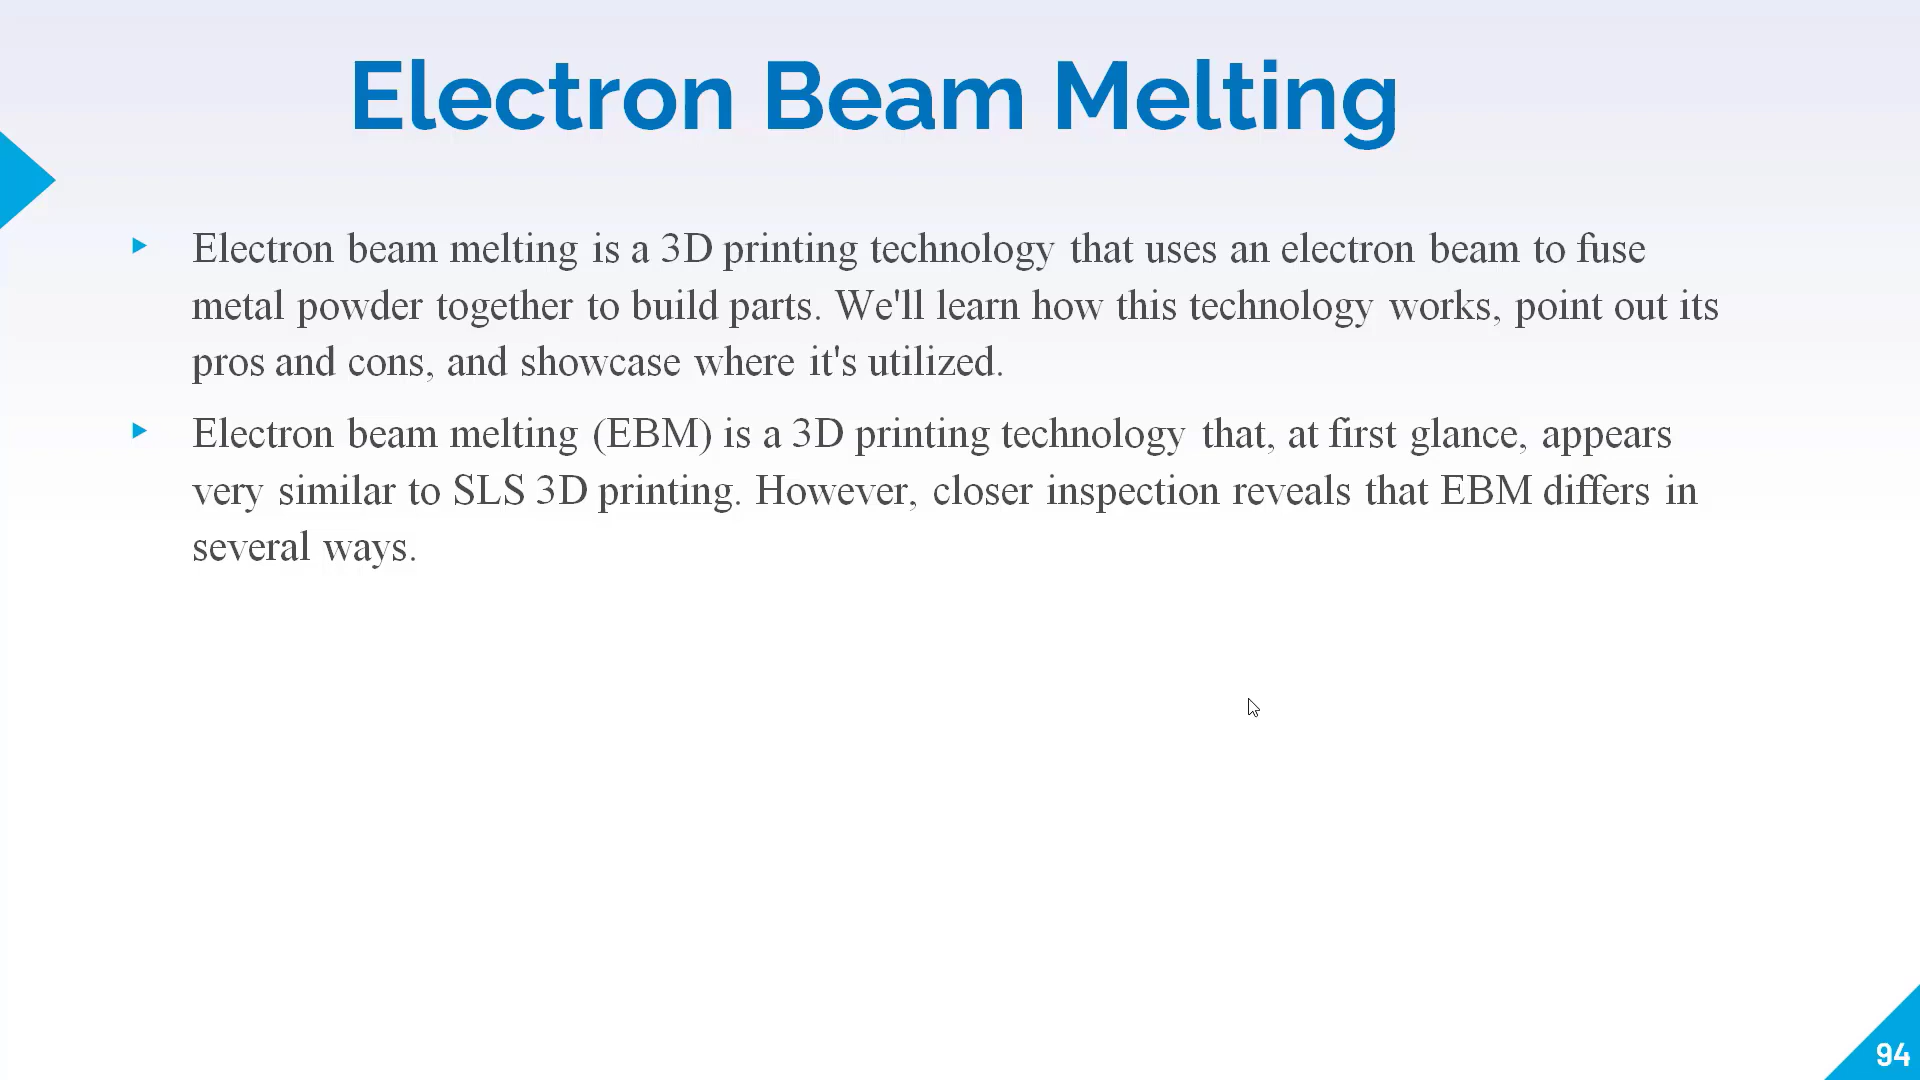 Electron Beam Melting
Electron beam melting is a 3D printing technology that uses an electron beam to fuse
metal powder together to build parts. We'll learn how this technology works, point out its
pros and cons, and showcase where it's utilized.
Electron beam melting (EBM) is a 3D printing technology that, at first glance, appears
very similar to SLS 3D printing. However, closer inspection reveals that EBM differs in
several ways.
94